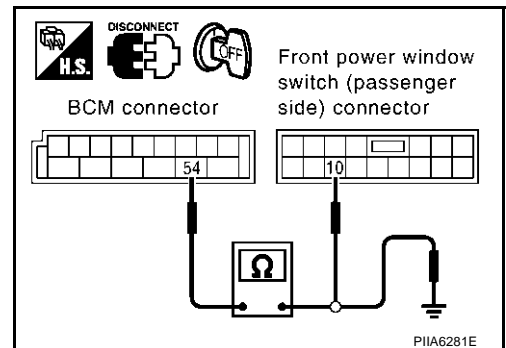 DISCONNECT
H.S.
OFF
Front power window
switch (passenger
side) connector
BCM connector
54
10
Ω
PIIA6281E